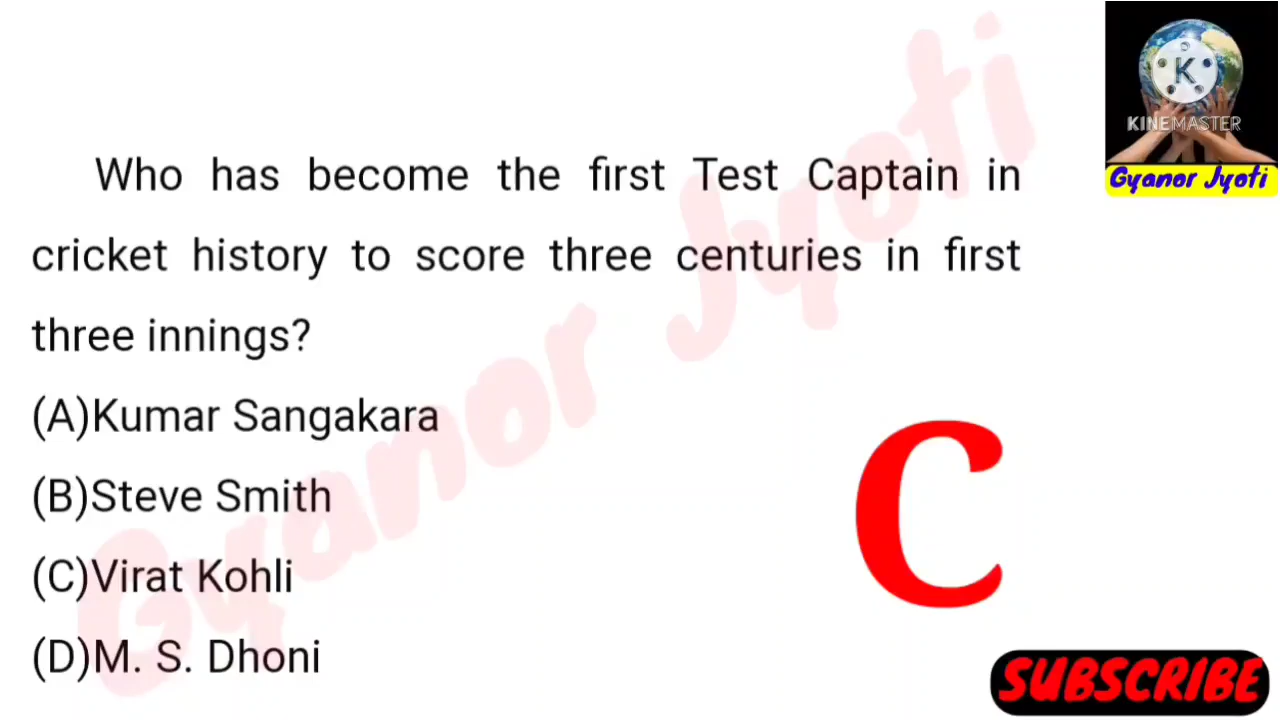 K
KINEMASTER
Gyanor Jyoti
Who has become the first Test Captain in
cricket history to score three centuries in first
three innings?
(A)Kumar Sangakara
(B)Steve Smith
(C)Virat Kohli
(D)M. S. Dhoni
C
Gyanor Jyoti
SUBSCRIBE